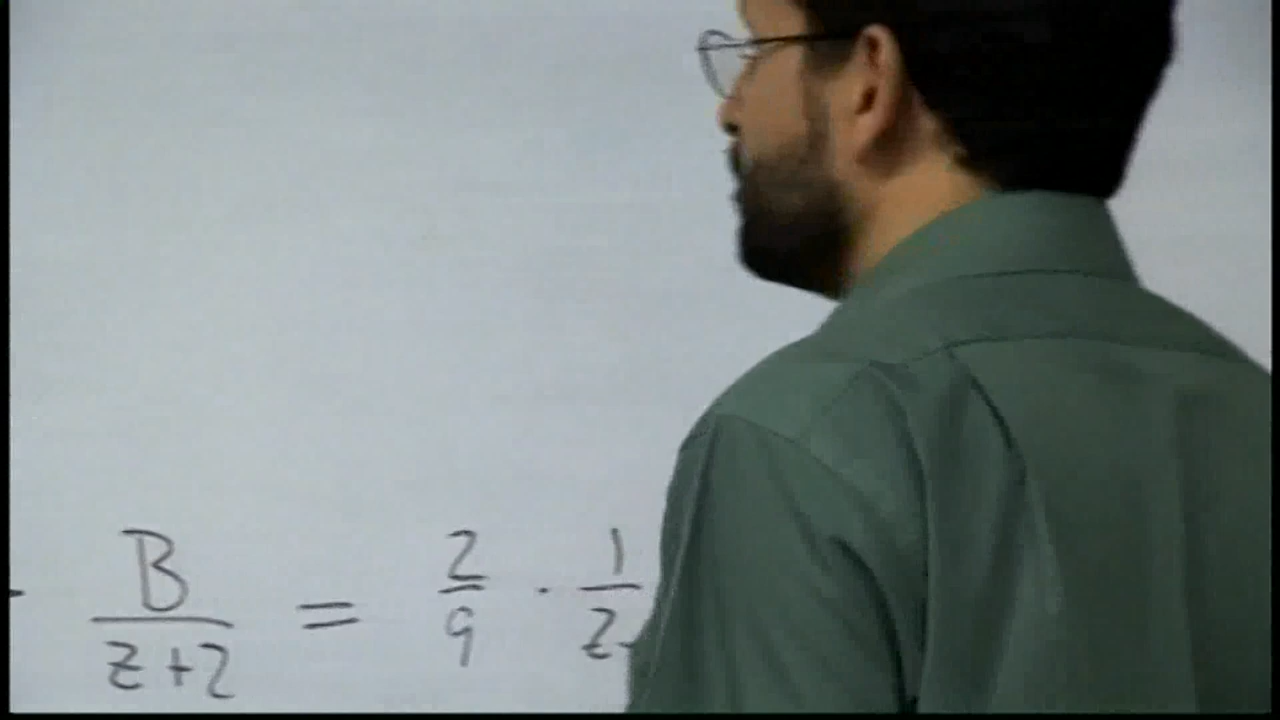 B/(z+2) = 2/9 · 1/z